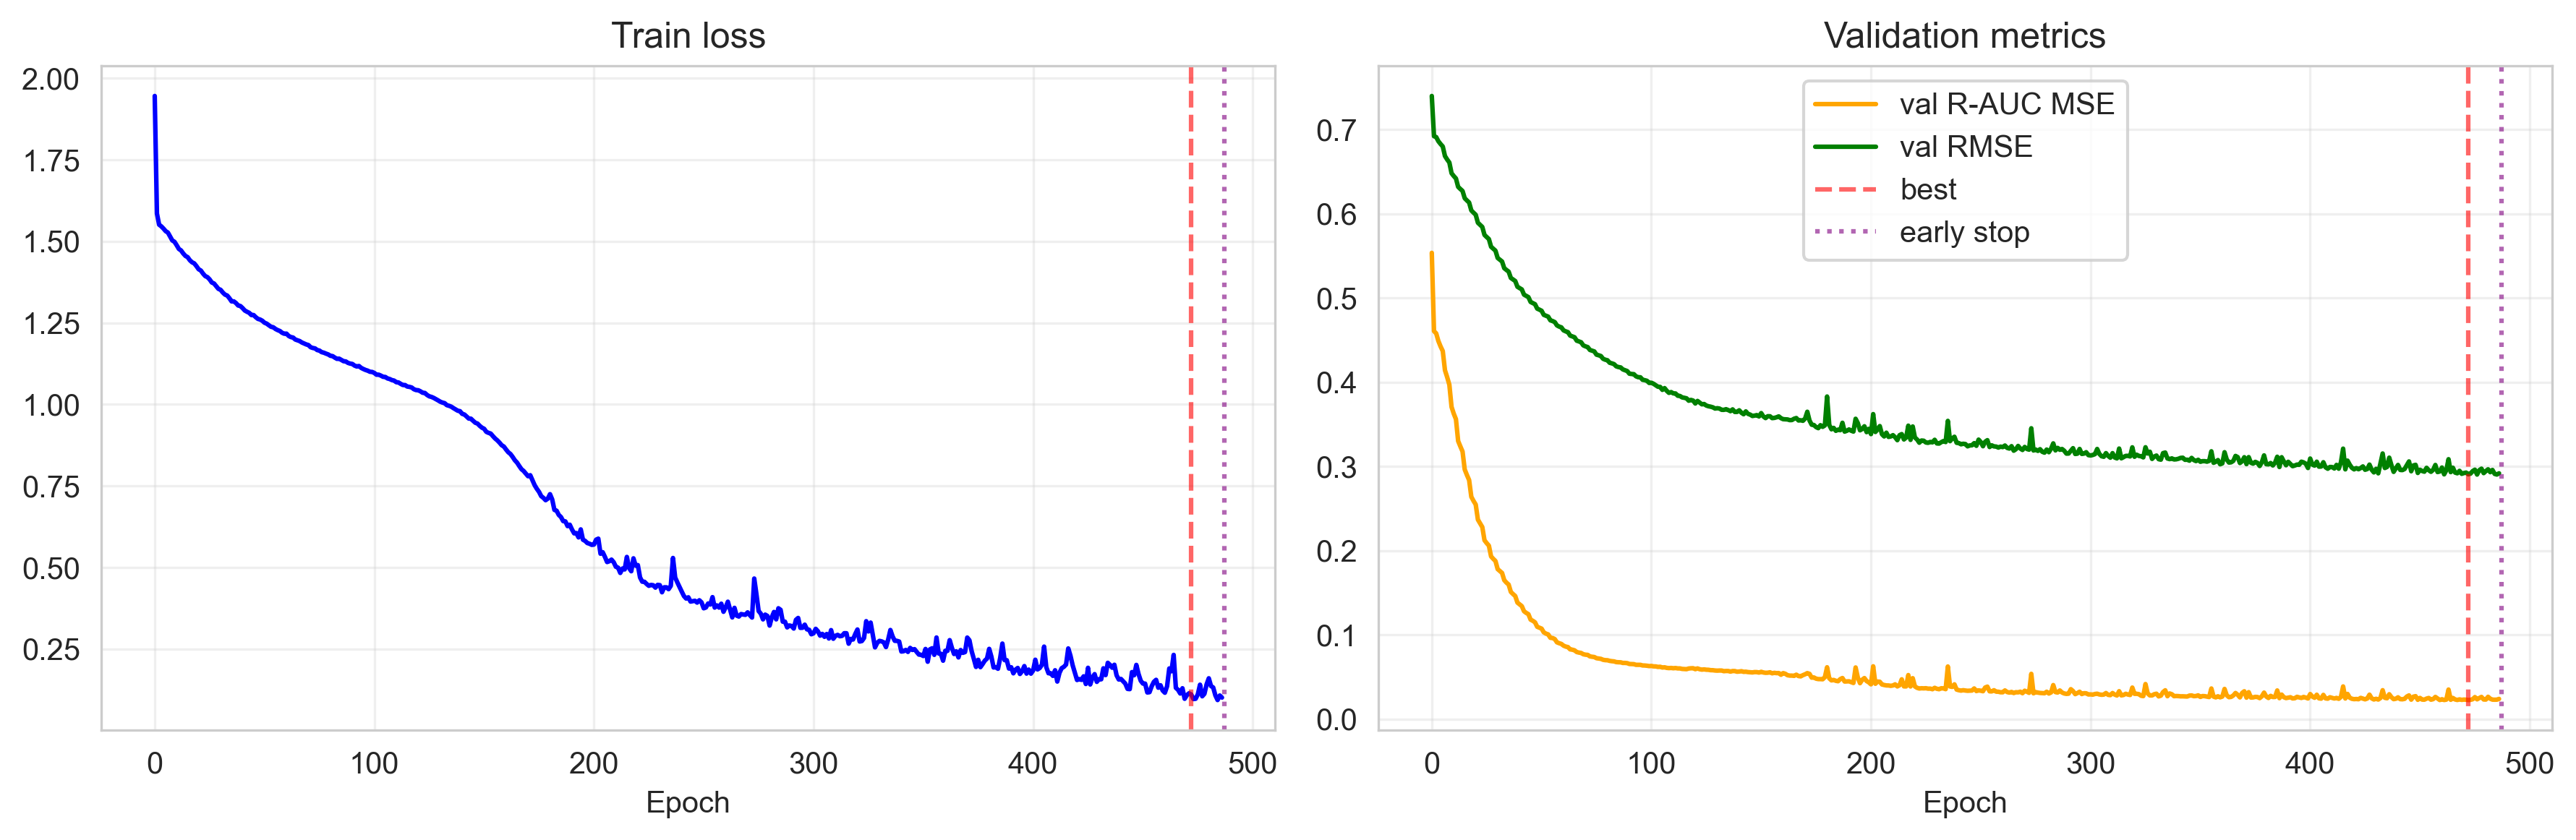 Train loss
2.00
1.75
1.50
1.25
1.00
0.75
0.50
0.25
0 100 200 300 400 500
Epoch
Validation metrics
val R-AUC MSE
val RMSE
best
early stop
0.7
0.6
0.5
0.4
0.3
0.2
0.1
0.0
0 100 200 300 400 500
Epoch